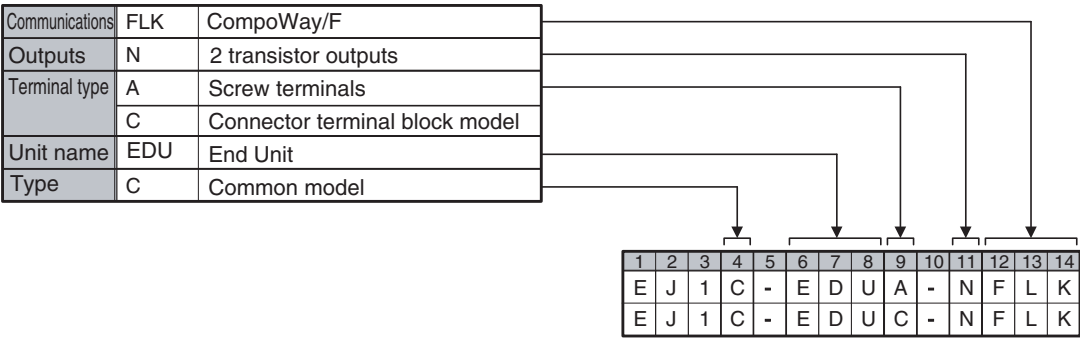 Communications FLK CompoWay/F
Outputs N 2 transistor outputs
Terminal type A Screw terminals
C Connector terminal block model
Unit name EDU End Unit
Type C Common model
1 2 3 4 5 6 7 8 9 10 11 12 13 14
E J 1 C - E D U A - N F L K
E J 1 C - E D U C - N F L K